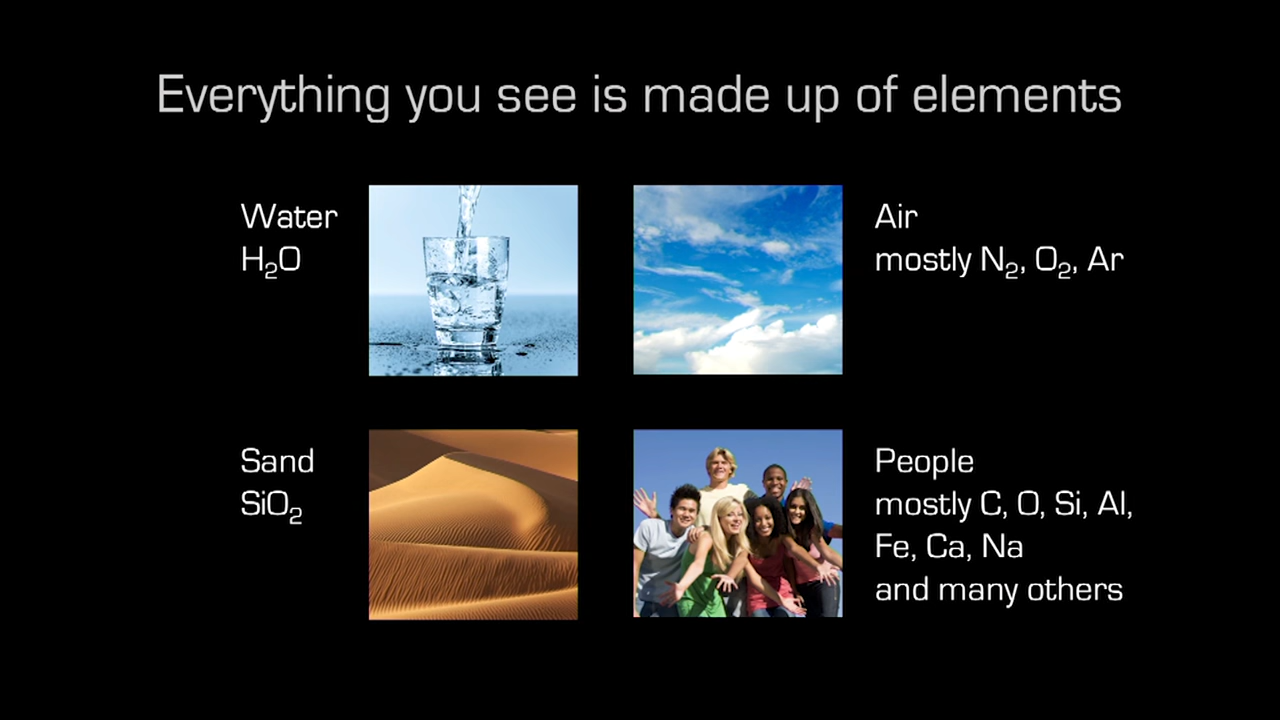 Everything you see is made up of elements
Water
H₂O
Air
mostly N₂, O₂, Ar
Sand
SiO₂
People
mostly C, O, Si, Al,
Fe, Ca, Na
and many others